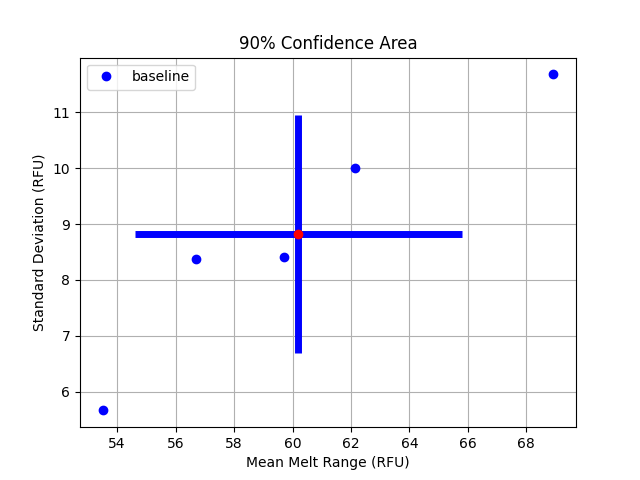 90% Confidence Area
baseline
Standard Deviation (RFU)
11
10
9
8
7
6
54 56 58 60 62 64 66 68
Mean Melt Range (RFU)